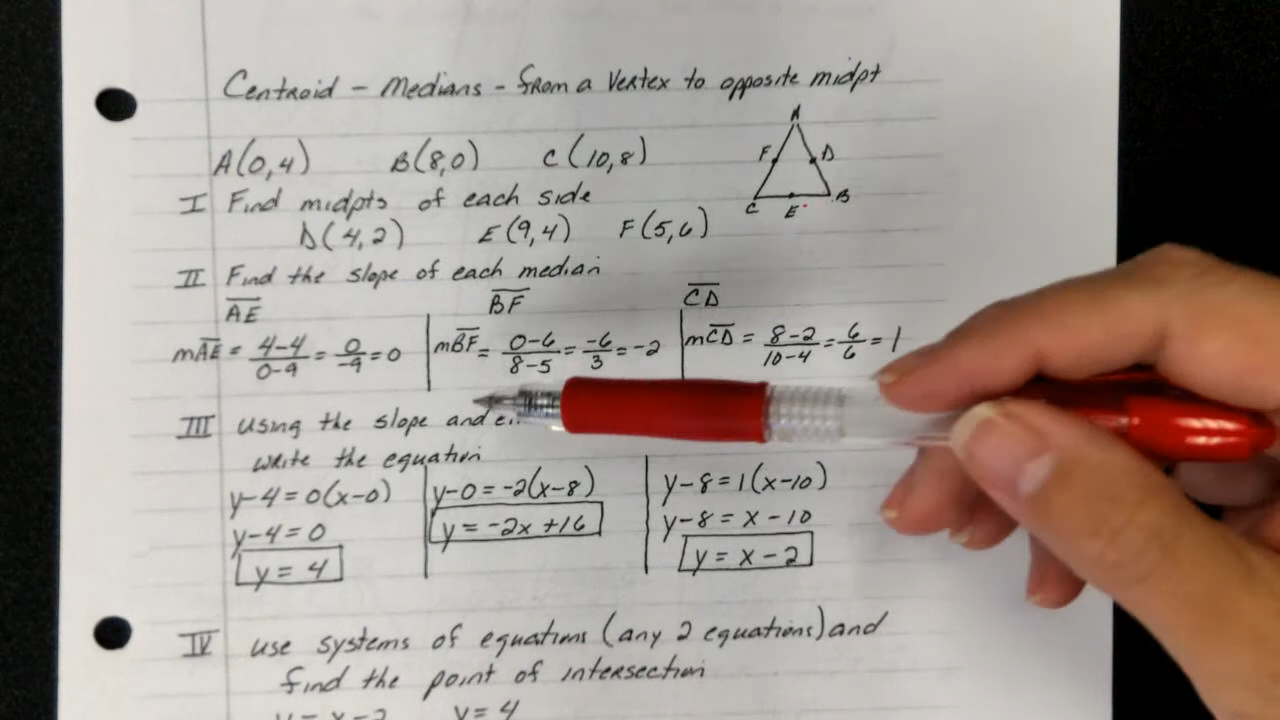 Centroid - Medians - from a Vertex to opposite midpt
A
F D
C E B
A(0,4) B(8,0) C(10,8)
I Find midpts of each side
D(4,2) E(9,4) F(5,6)
II Find the slope of each median
AE BF CD
mAE = 4-4/0-9 = 0/-9 = 0 mBF = 0-6/8-5 = -6/3 = -2 mCD = 8-2/10-4 = 6/6 = 1
III using the slope and
write the equation
y-4=0(x-0) y-0=-2(x-8) y-8=1(x-10)
y-4=0 y=-2x+16 y-8=x-10
y=4 y=x-2
IV use systems of equations (any 2 equations) and
find the point of intersection
y=x-2 y=4